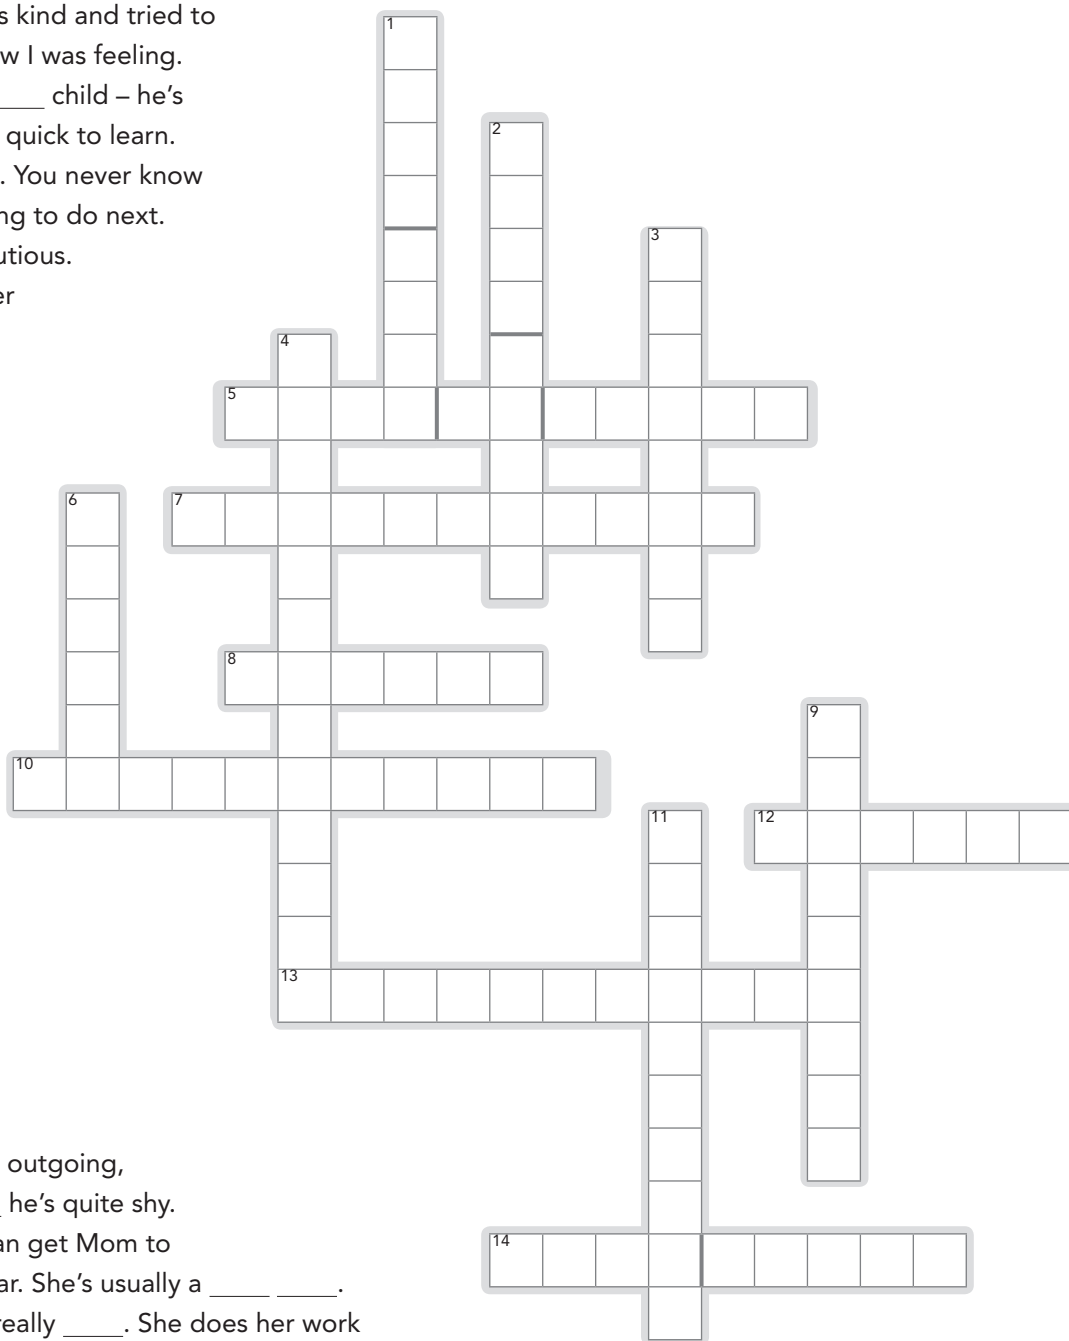 s kind and tried to
w I was feeling.
____ child – he's
quick to learn.
. You never know
ng to do next.
utious.
er
1
2
3
4
5
6
7
8
9
10
11
12
13
14
outgoing,
he's quite shy.
an get Mom to
ar. She's usually a ____ ____.
really ____. She does her work